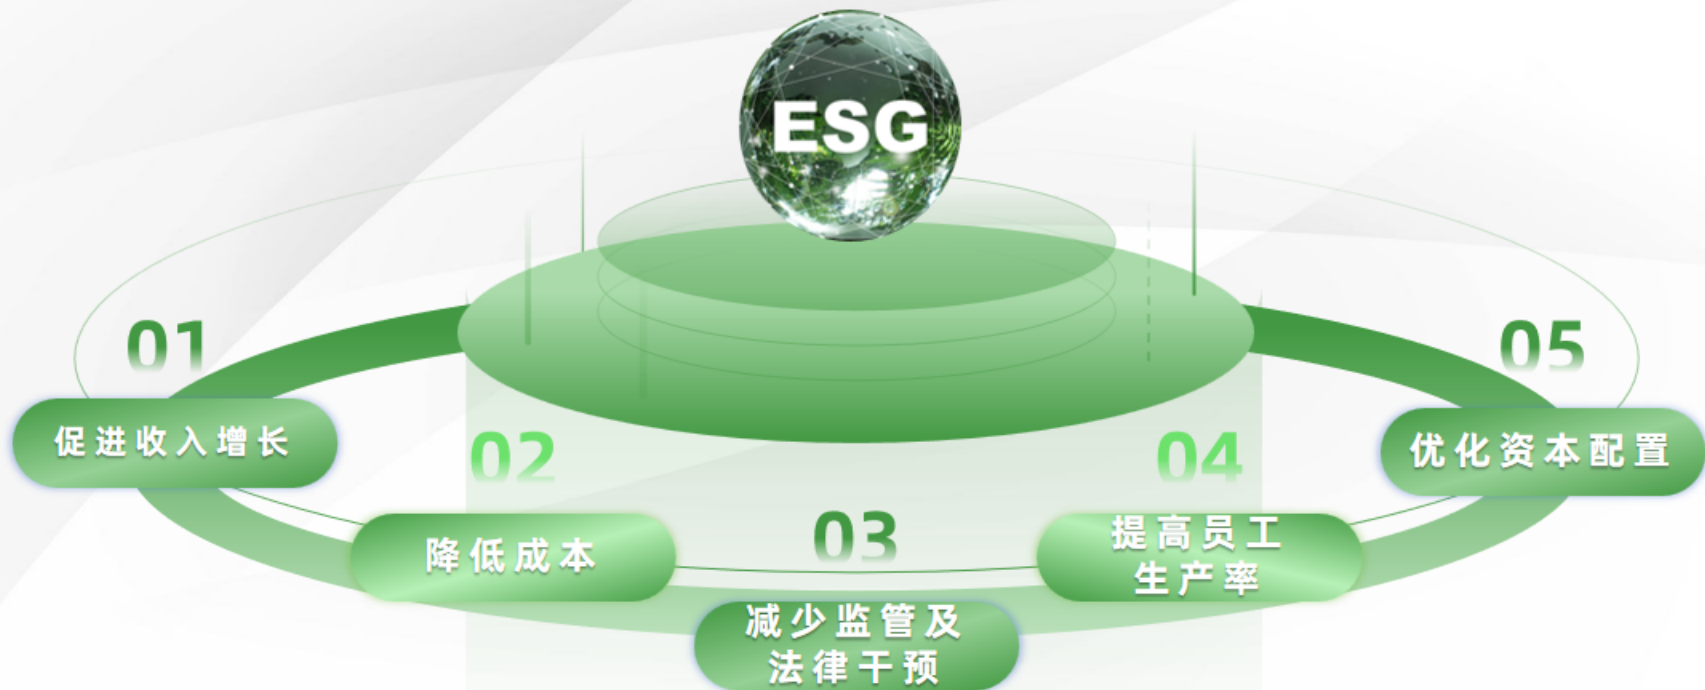 ESG
01
促进收入增长
02
降低成本
03
减少监管及
法律干预
04
提高员工
生产率
05
优化资本配置